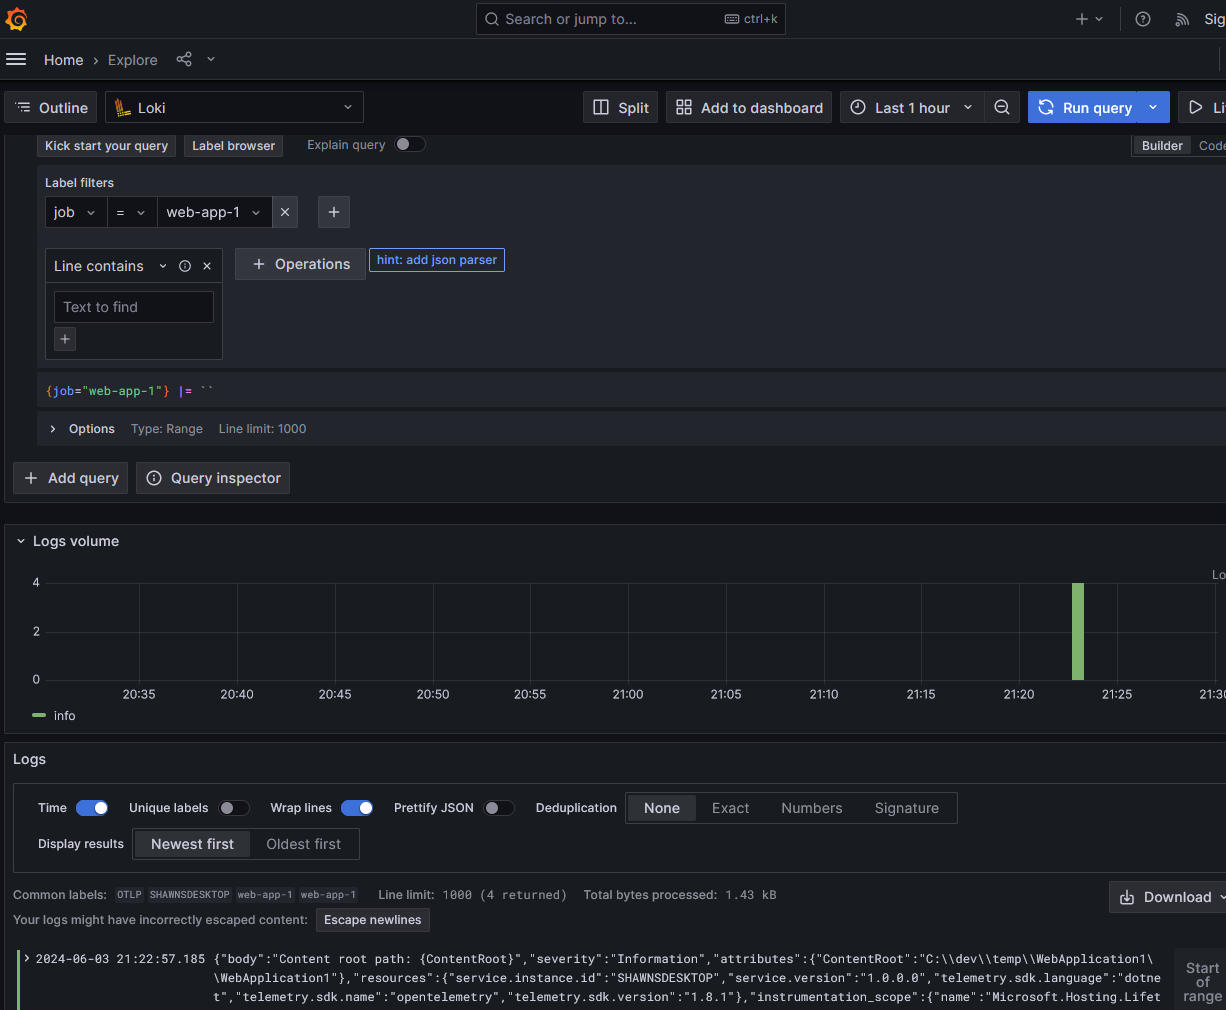 Search or jump to... ctrl+k Sig
Home › Explore
Outline Loki Split Add to dashboard Last 1 hour Run query Li
Kick start your query Label browser Explain query Builder Code
Label filters
job = web-app-1
Line contains Operations hint: add json parser
Text to find
{job="web-app-1"} |= ``
Options Type: Range Line limit: 1000
Add query Query inspector
Logs volume
Lo
4
2
0
20:35 20:40 20:45 20:50 20:55 21:00 21:05 21:10 21:15 21:20 21:25 21:30
info
Logs
Time Unique labels Wrap lines Prettify JSON Deduplication None Exact Numbers Signature
Display results Newest first Oldest first
Common labels: OTLP SHAWNSDESKTOP web-app-1 web-app-1 Line limit: 1000 (4 returned) Total bytes processed: 1.43 kB
Download
Your logs might have incorrectly escaped content: Escape newlines
2024-06-03 21:22:57.185 {"body":"Content root path: {ContentRoot}","severity":"Information","attributes":{"ContentRoot":"C:\\dev\\temp\\WebApplication1\
\WebApplication1"},"resources":{"service.instance.id":"SHAWNSDESKTOP","service.version":"1.0.0.0","telemetry.sdk.language":"dotne
t","telemetry.sdk.name":"opentelemetry","telemetry.sdk.version":"1.8.1"},"instrumentation_scope":{"name":"Microsoft.Hosting.Lifet
Start
of
range